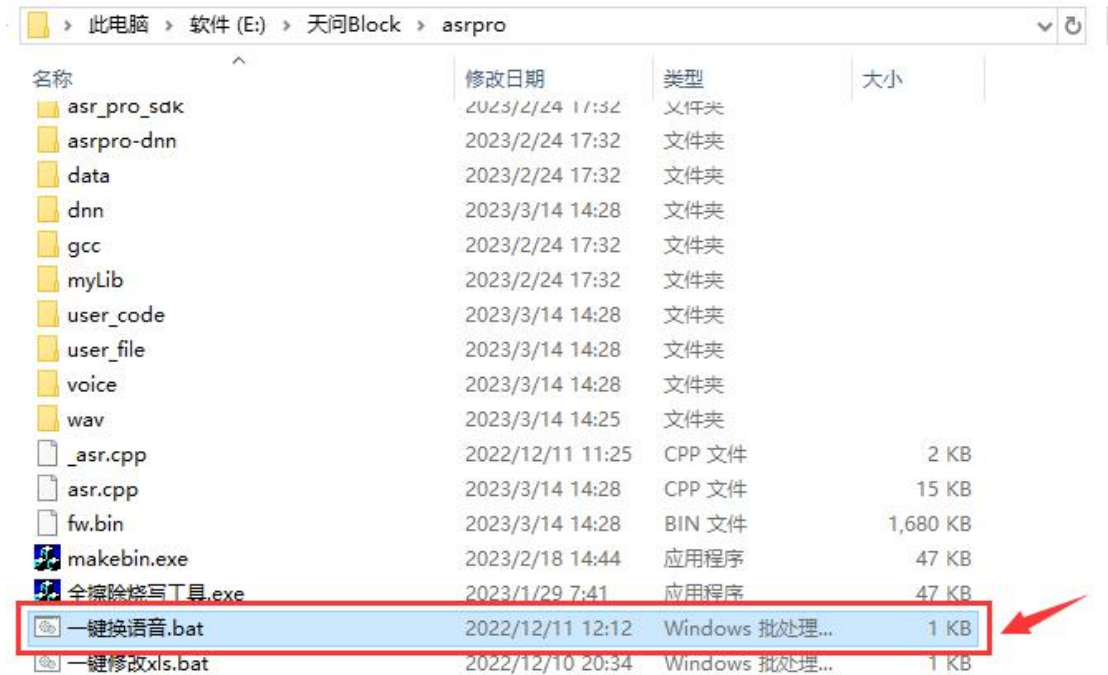 此电脑 > 软件 (E:) > 天问Block > asrpro
名称 修改日期 类型 大小
asr_pro_sdk 2023/2/24 17:32 文件夹
asrpro-dnn 2023/2/24 17:32 文件夹
data 2023/2/24 17:32 文件夹
dnn 2023/3/14 14:28 文件夹
gcc 2023/2/24 17:32 文件夹
myLib 2023/2/24 17:32 文件夹
user_code 2023/3/14 14:28 文件夹
user_file 2023/3/14 14:28 文件夹
voice 2023/3/14 14:28 文件夹
wav 2023/3/14 14:25 文件夹
_asr.cpp 2022/12/11 11:25 CPP 文件 2 KB
asr.cpp 2023/3/14 14:28 CPP 文件 15 KB
fw.bin 2023/3/14 14:28 BIN 文件 1,680 KB
makebin.exe 2023/2/18 14:44 应用程序 47 KB
全擦除烧写工具.exe 2023/1/29 7:41 应用程序 47 KB
一键换语音.bat 2022/12/11 12:12 Windows 批处理... 1 KB
一键修改xls.bat 2022/12/10 20:34 Windows 批处理... 1 KB